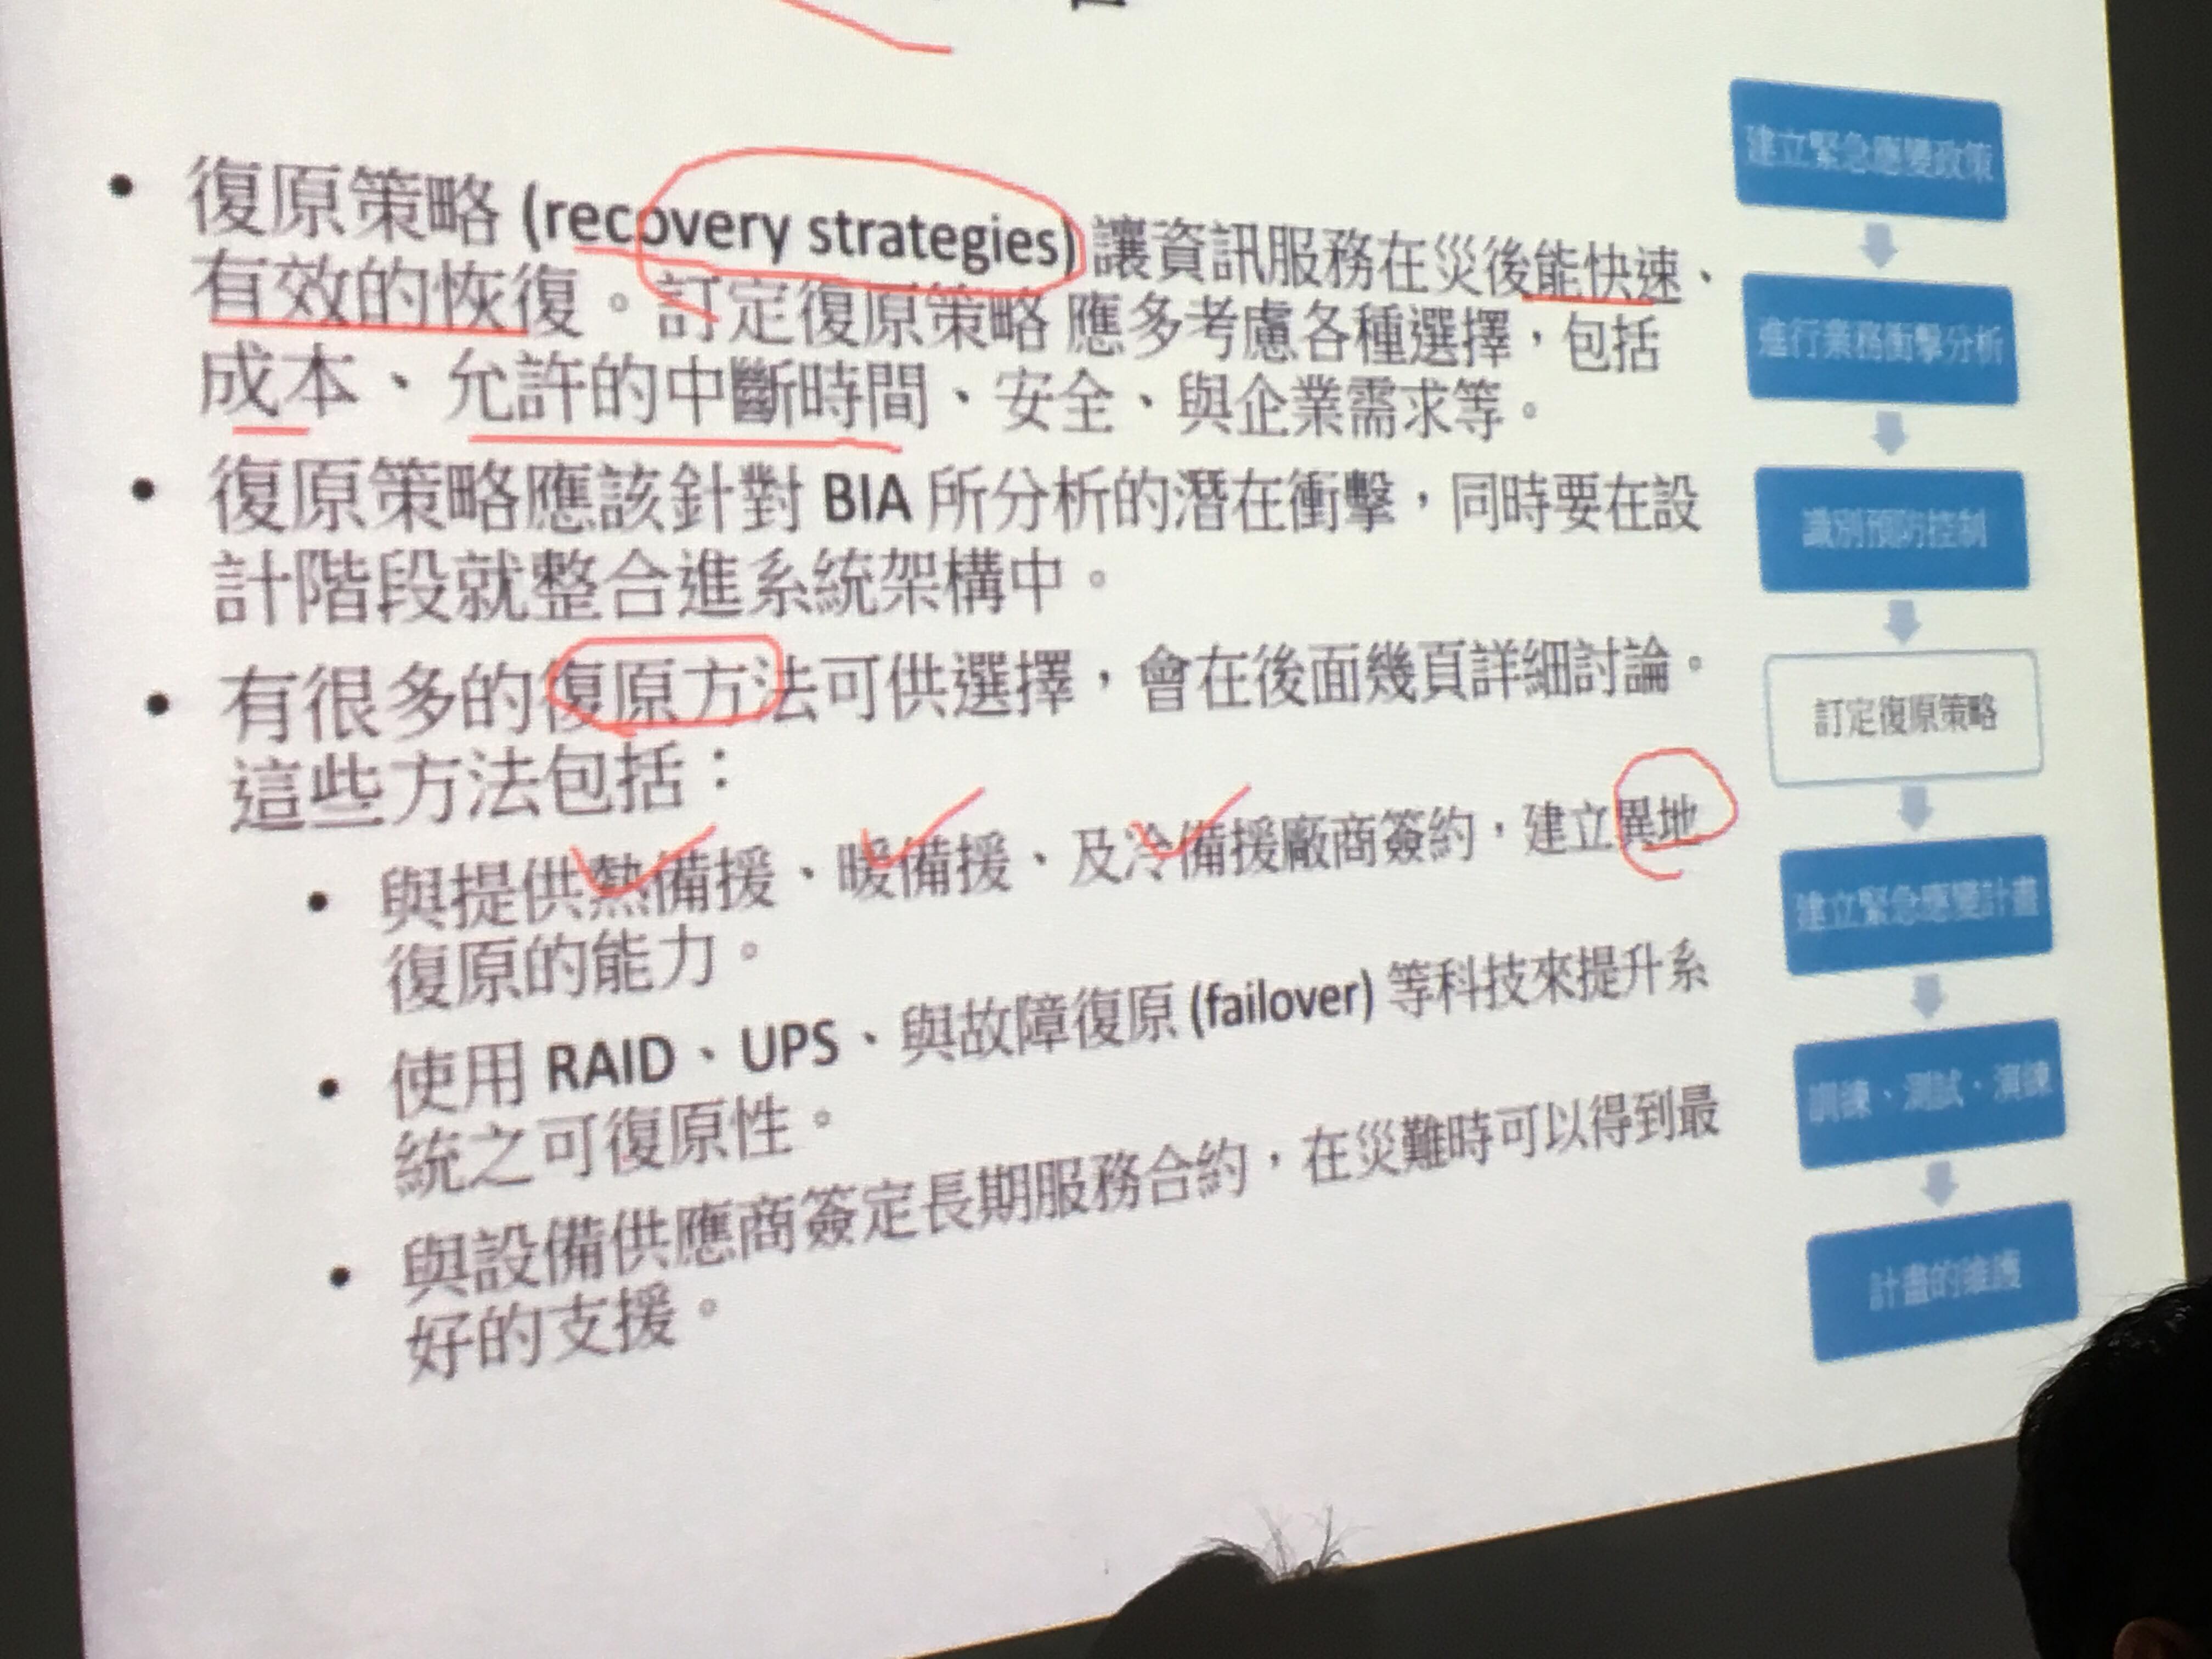 • 復原策略 (recovery strategies) 讓資訊服務在災後能快速、
有效的恢復。訂定復原策略 應多考慮各種選擇，包括
成本、允許的中斷時間、安全、與企業需求等。
• 復原策略應該針對 BIA 所分析的潛在衝擊，同時要在設
計階段就整合進系統架構中。
• 有很多的復原方法可供選擇，會在後面幾頁詳細討論。
這些方法包括：
• 與提供熱備援、暖備援、及冷備援廠商簽約，建立異地
復原的能力。
• 使用 RAID、UPS、與故障復原 (failover) 等科技來提升系
統之可復原性。
• 與設備供應商簽定長期服務合約，在災難時可以得到最
好的支援。
建立緊急應變政策
進行業務衝擊分析
識別預防控制
訂定復原策略
建立緊急應變計畫
訓練、測試、演練
計畫的維護